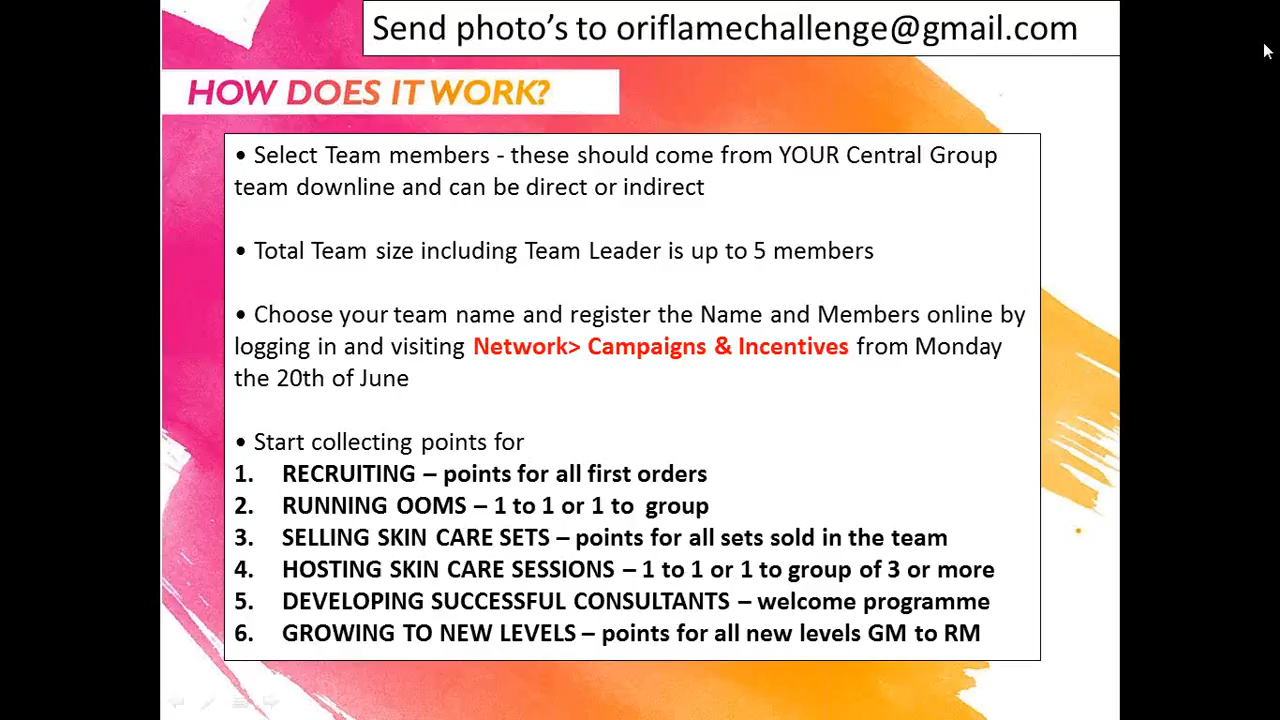 Send photo’s to oriflamechallenge@gmail.com
HOW DOES IT WORK?
• Select Team members - these should come from YOUR Central Group
team downline and can be direct or indirect
• Total Team size including Team Leader is up to 5 members
• Choose your team name and register the Name and Members online by
logging in and visiting Network> Campaigns & Incentives from Monday
the 20th of June
• Start collecting points for
1. RECRUITING – points for all first orders
2. RUNNING OOMS – 1 to 1 or 1 to group
3. SELLING SKIN CARE SETS – points for all sets sold in the team
4. HOSTING SKIN CARE SESSIONS – 1 to 1 or 1 to group of 3 or more
5. DEVELOPING SUCCESSFUL CONSULTANTS – welcome programme
6. GROWING TO NEW LEVELS – points for all new levels GM to RM